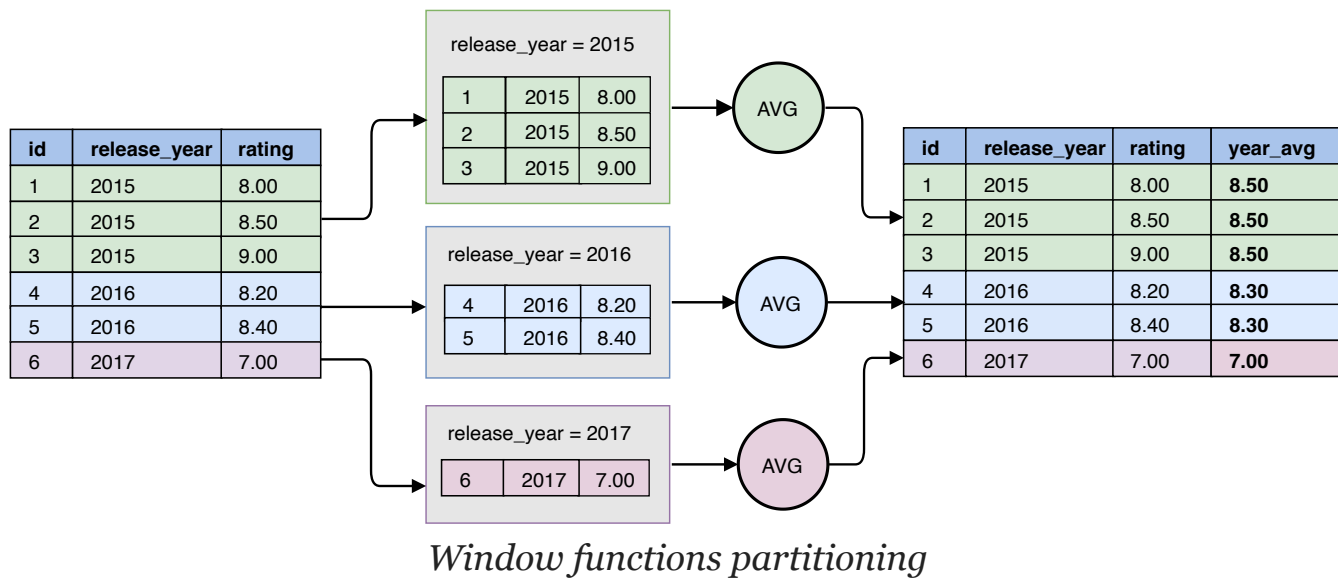 id release_year rating
1 2015 8.00
2 2015 8.50
3 2015 9.00
4 2016 8.20
5 2016 8.40
6 2017 7.00
release_year = 2015
1 2015 8.00
2 2015 8.50
3 2015 9.00
AVG
release_year = 2016
4 2016 8.20
5 2016 8.40
AVG
release_year = 2017
6 2017 7.00
AVG
id release_year rating year_avg
1 2015 8.00 8.50
2 2015 8.50 8.50
3 2015 9.00 8.50
4 2016 8.20 8.30
5 2016 8.40 8.30
6 2017 7.00 7.00
Window functions partitioning